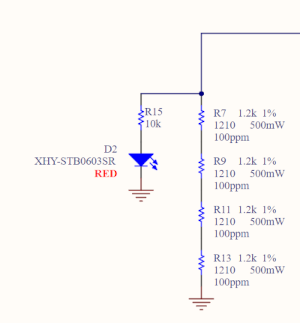 R15
10k
D2
XHY-STB0603SR
RED
R7 1.2k 1%
1210 500mW
100ppm
R9 1.2k 1%
1210 500mW
100ppm
R11 1.2k 1%
1210 500mW
100ppm
R13 1.2k 1%
1210 500mW
100ppm